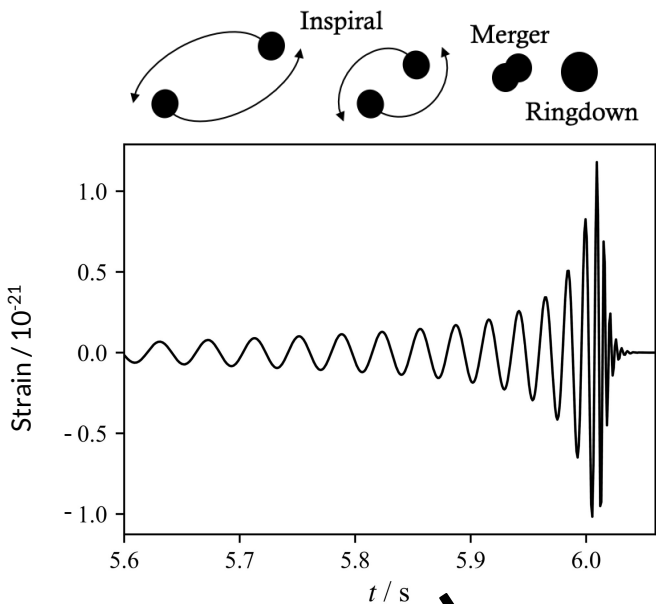 Inspiral
Merger
Ringdown
1.0
0.5
0.0
- 0.5
- 1.0
Strain / 10-21
5.6 5.7 5.8 5.9 6.0
t / s